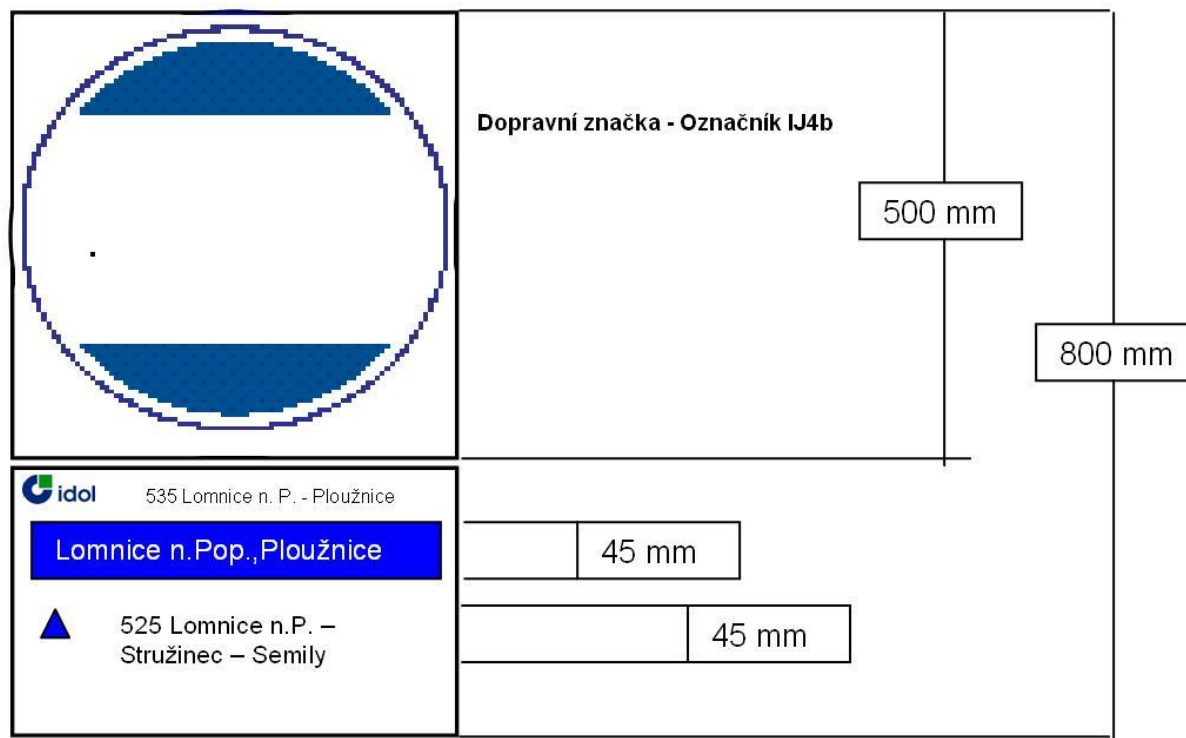 Dopravní značka - Označník IJ4b
500 mm
800 mm
idol
535 Lomnice n. P. - Ploužnice
Lomnice n.Pop.,Ploužnice
45 mm
525 Lomnice n.P. –
Stružinec – Semily
45 mm